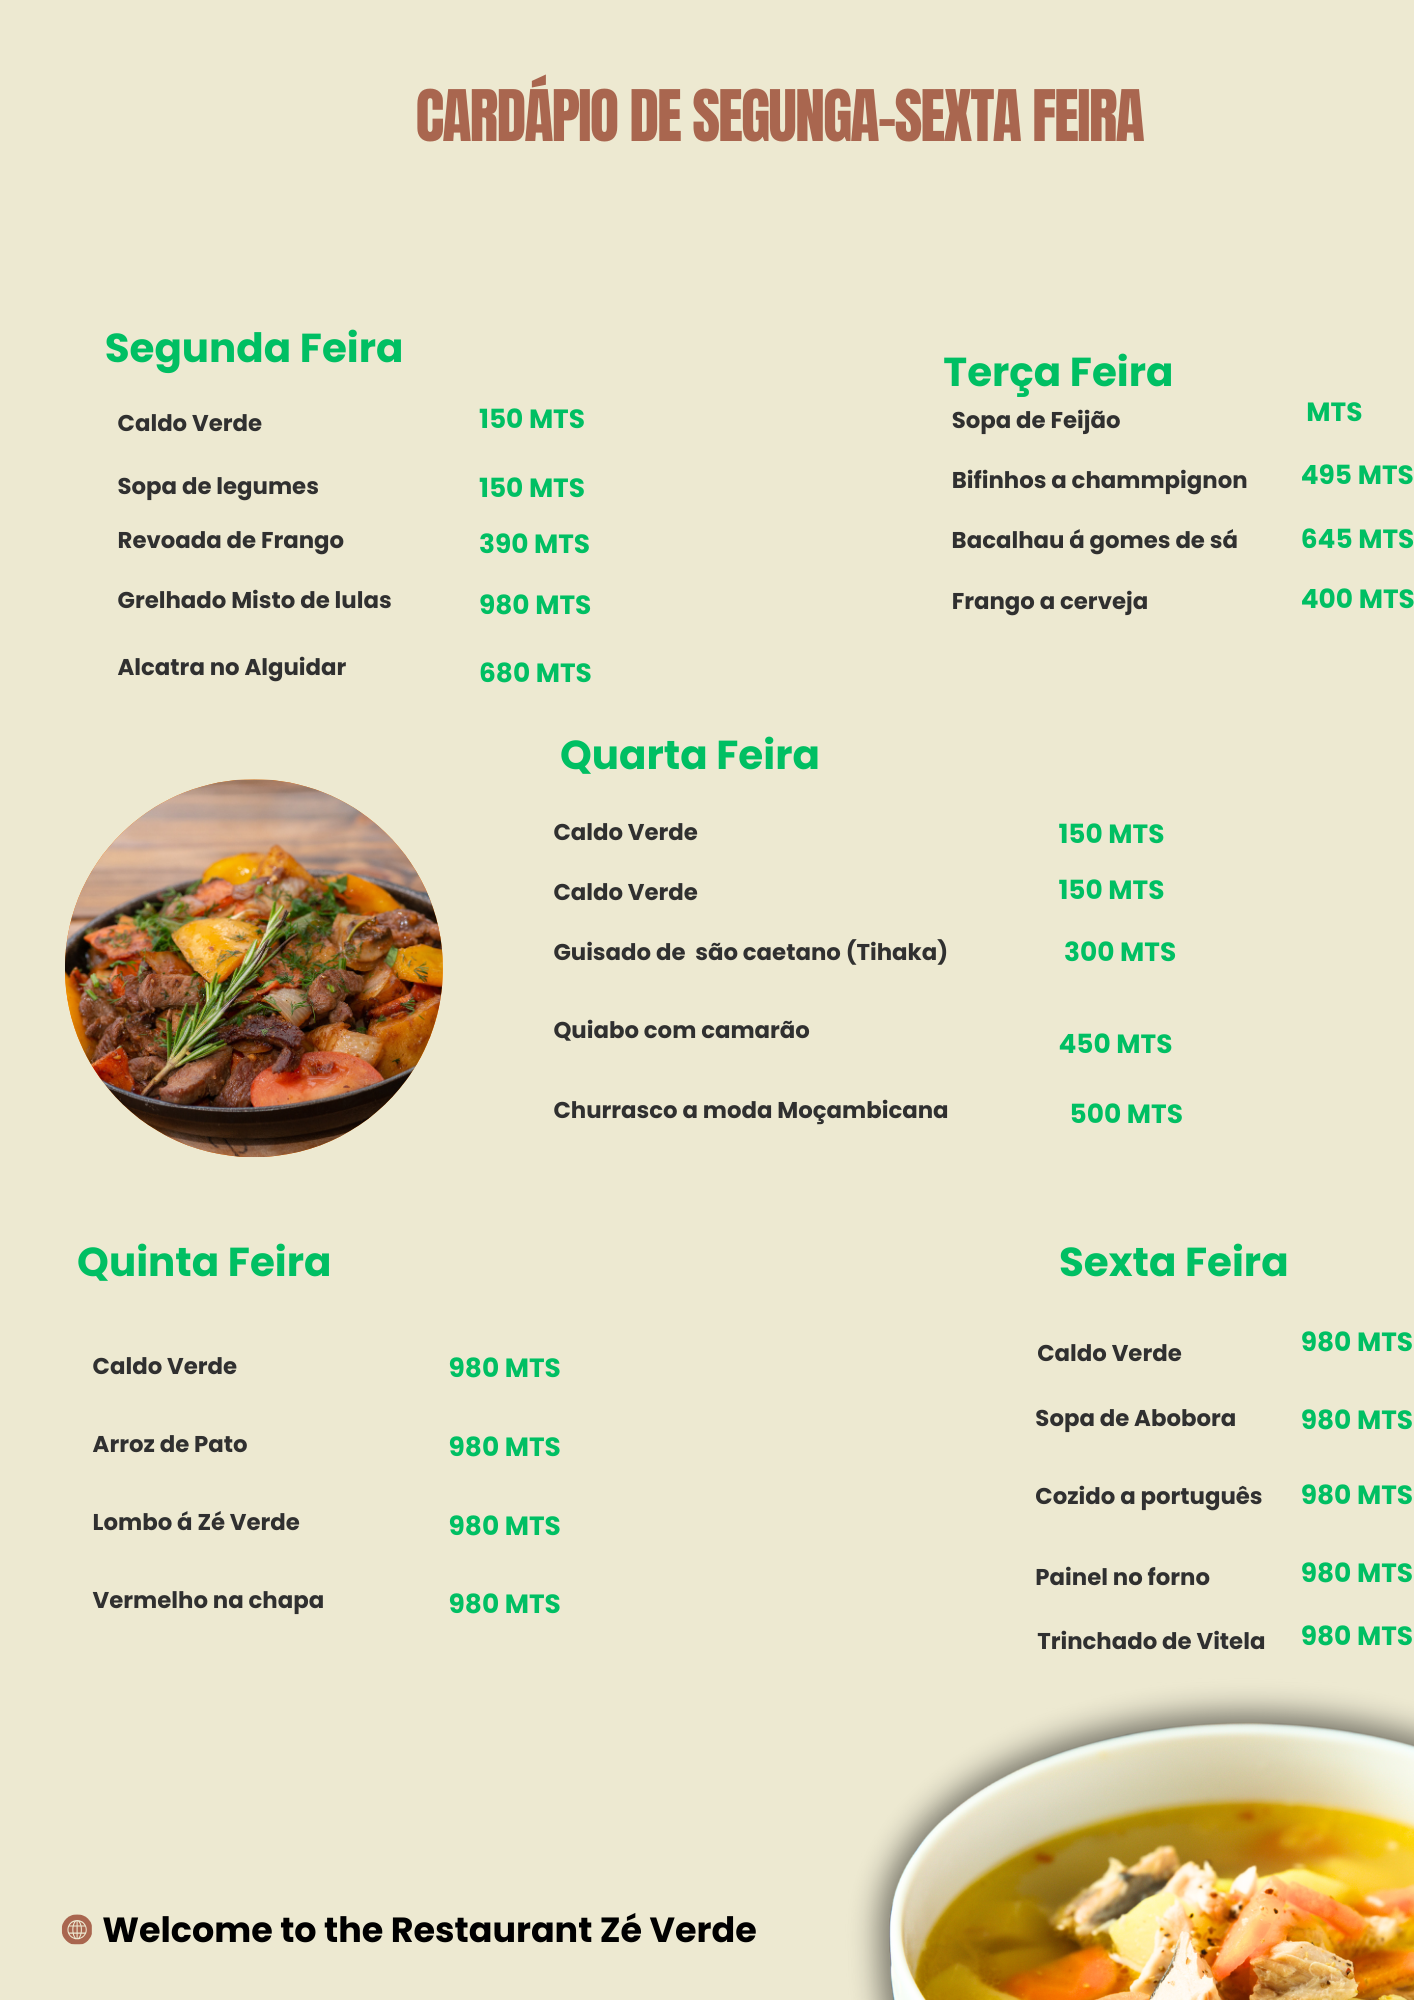 CARDÁPIO DE SEGUNGA-SEXTA FEIRA
Segunda Feira
Caldo Verde 150 MTS
Sopa de legumes 150 MTS
Revoada de Frango 390 MTS
Grelhado Misto de lulas 980 MTS
Alcatra no Alguidar 680 MTS
Terça Feira
Sopa de Feijão MTS
Bifinhos a chammpignon 495 MTS
Bacalhau á gomes de sá 645 MTS
Frango a cerveja 400 MTS
Quarta Feira
Caldo Verde 150 MTS
Caldo Verde 150 MTS
Guisado de são caetano (Tihaka) 300 MTS
Quiabo com camarão 450 MTS
Churrasco a moda Moçambicana 500 MTS
Quinta Feira
Caldo Verde 980 MTS
Arroz de Pato 980 MTS
Lombo á Zé Verde 980 MTS
Vermelho na chapa 980 MTS
Sexta Feira
Caldo Verde 980 MTS
Sopa de Abobora 980 MTS
Cozido a português 980 MTS
Painel no forno 980 MTS
Trinchado de Vitela 980 MTS
Welcome to the Restaurant Zé Verde